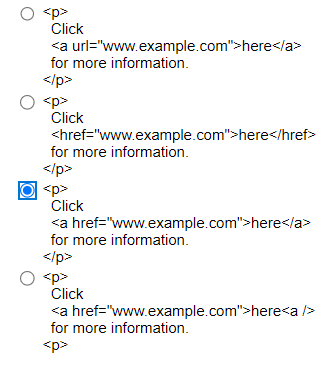 <p>
Click
<a url="www.example.com">here</a>
for more information.
</p>
<p>
Click
<href="www.example.com">here</href>
for more information.
</p>
<p>
Click
<a href="www.example.com">here</a>
for more information.
</p>
<p>
Click
<a href="www.example.com">here<a />
for more information.
<p>